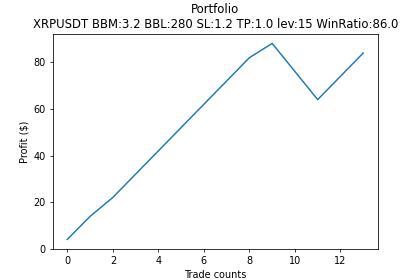 Portfolio
XRPUSDT BBM:3.2 BBL:280 SL:1.2 TP:1.0 lev:15 WinRatio:86.0
80
60
40
20
0
Profit ($)
0 2 4 6 8 10 12
Trade counts